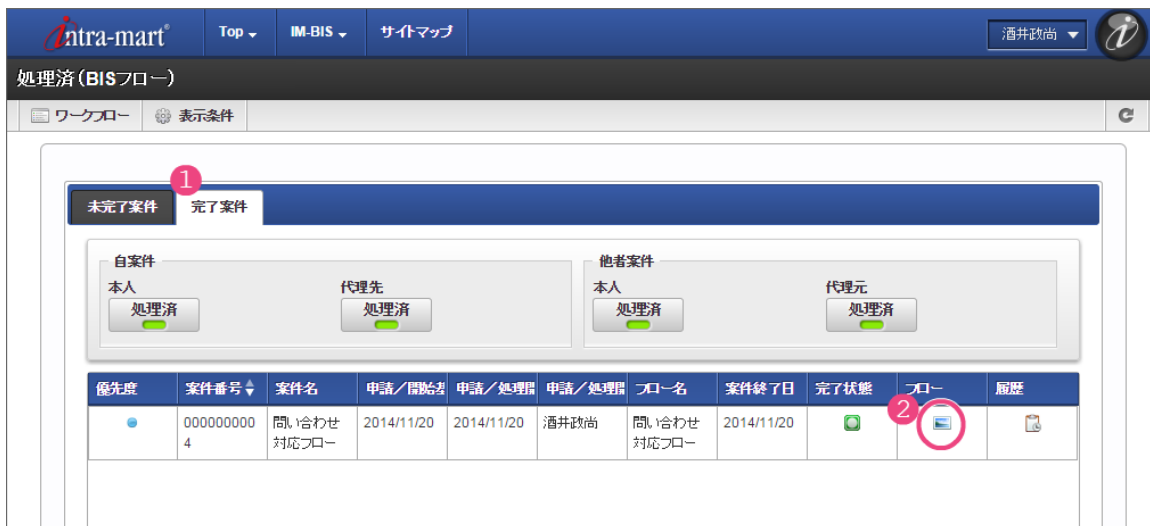 intra-mart®
Top
IM-BIS
サイトマップ
酒井政尚
処理済(BISフロー)
ワークフロー
表示条件
1
未完了案件
完了案件
自案件
他者案件
本人
代理先
本人
代理元
処理済
処理済
処理済
処理済
優先度
案件番号
案件名
申請/開始
申請/処理
申請/処理
フロー名
案件終了日
完了状態
フロー
履歴
2
000000000
4
問い合わせ
対応フロー
2014/11/20
2014/11/20
酒井政尚
問い合わせ
対応フロー
2014/11/20